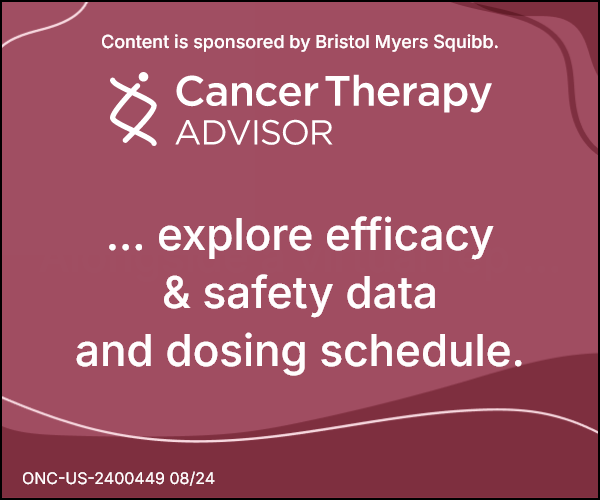 Content is sponsored by Bristol Myers Squibb.
Cancer Therapy
ADVISOR
... explore efficacy
& safety data
and dosing schedule.
ONC-US-2400449 08/24